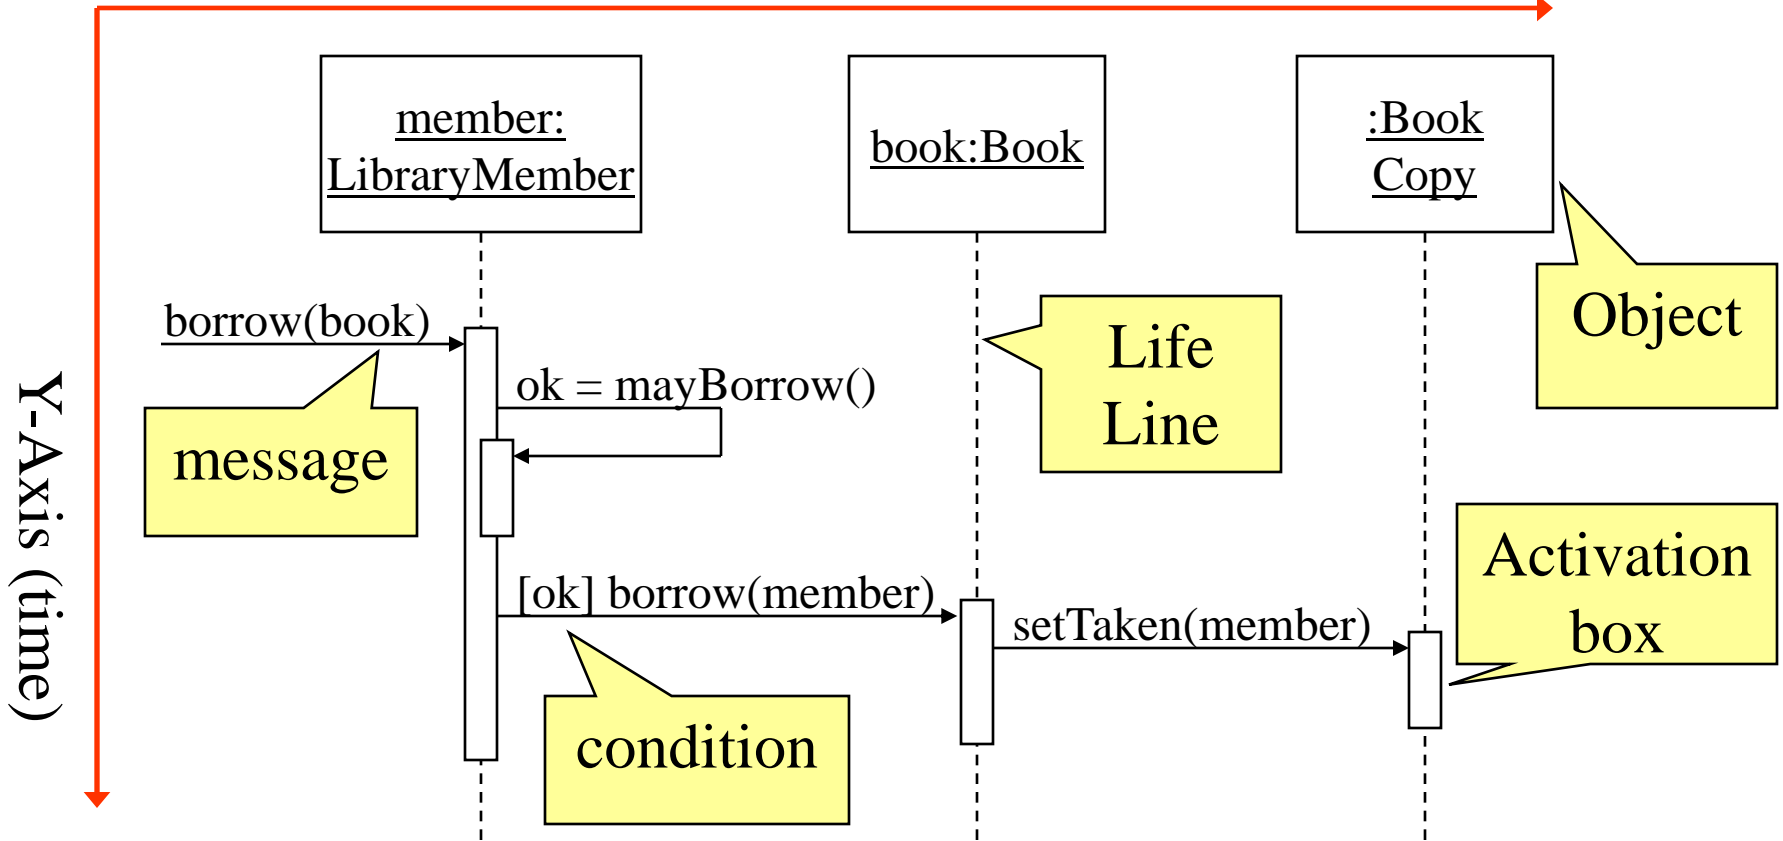 member:
LibraryMember
book:Book
:Book
Copy
Object
borrow(book)
Life
Line
ok = mayBorrow()
message
Y-Axis (time)
Activation
box
[ok] borrow(member)
setTaken(member)
condition